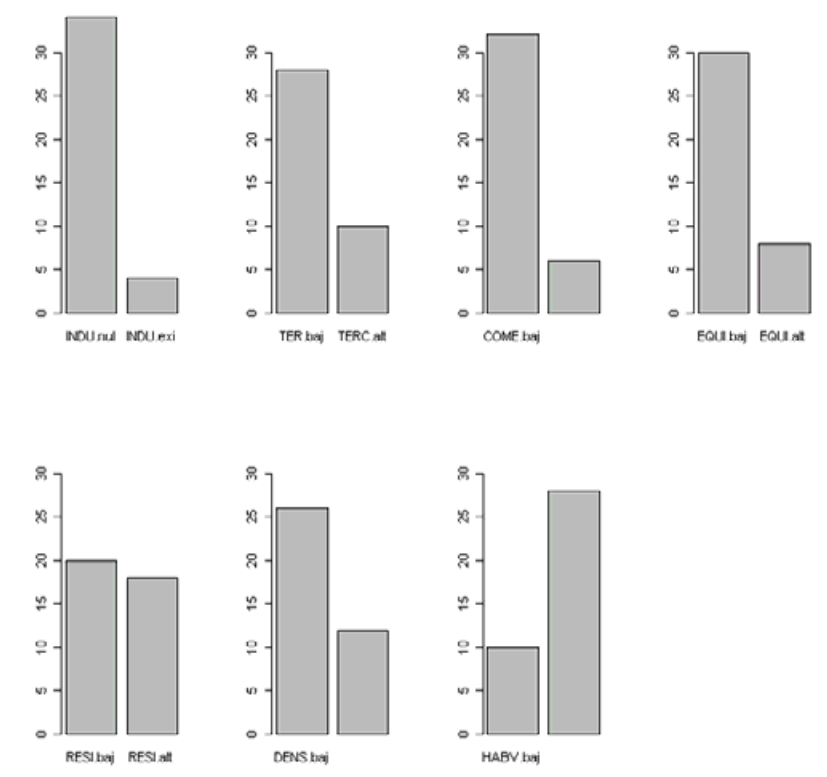 0 5 10 15 20 25 30
0 5 10 15 20 25 30
0 5 10 15 20 25 30
0 5 10 15 20 25 30
INDU.nul INDU.exi
TER.baj TERC.alt
COME.baj
EQUI.baj EQUI.alt
0 5 10 15 20 25 30
0 5 10 15 20 25 30
0 5 10 15 20 25 30
RESI.baj RESI.alt
DENS.baj
HABV.baj